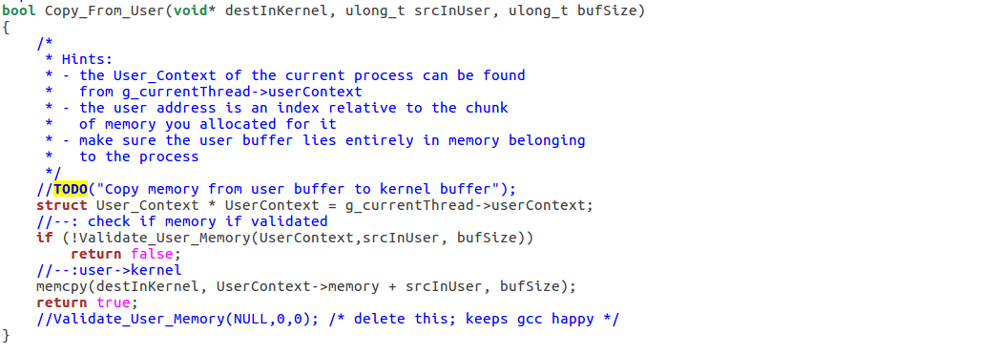 bool Copy_From_User(void* destInKernel, ulong_t srcInUser, ulong_t bufSize)
{
    /*
     * Hints:
     * - the User_Context of the current process can be found
     *   from g_currentThread->userContext
     * - the user address is an index relative to the chunk
     *   of memory you allocated for it
     * - make sure the user buffer lies entirely in memory belonging
     *   to the process
     */
    //TODO("Copy memory from user buffer to kernel buffer");
    struct User_Context * UserContext = g_currentThread->userContext;
    //--: check if memory if validated
    if (!Validate_User_Memory(UserContext,srcInUser, bufSize))
        return false;
    //--:user->kernel
    memcpy(destInKernel, UserContext->memory + srcInUser, bufSize);
    return true;
    //Validate_User_Memory(NULL,0,0); /* delete this; keeps gcc happy */
}